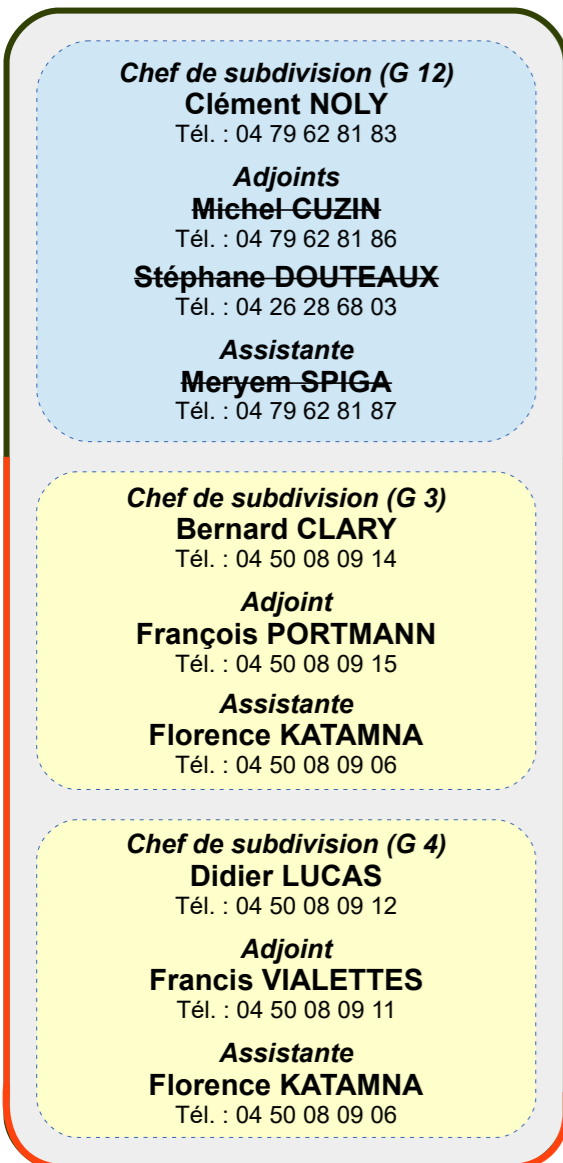 Chef de subdivision (G 12)
Clément NOLY
Tél. : 04 79 62 81 83
Adjoints
Michel CUZIN
Tél. : 04 79 62 81 86
Stéphane DOUTEAUX
Tél. : 04 26 28 68 03
Assistante
Meryem SPIGA
Tél. : 04 79 62 81 87
Chef de subdivision (G 3)
Bernard CLARY
Tél. : 04 50 08 09 14
Adjoint
François PORTMANN
Tél. : 04 50 08 09 15
Assistante
Florence KATAMNA
Tél. : 04 50 08 09 06
Chef de subdivision (G 4)
Didier LUCAS
Tél. : 04 50 08 09 12
Adjoint
Francis VIALETTES
Tél. : 04 50 08 09 11
Assistante
Florence KATAMNA
Tél. : 04 50 08 09 06